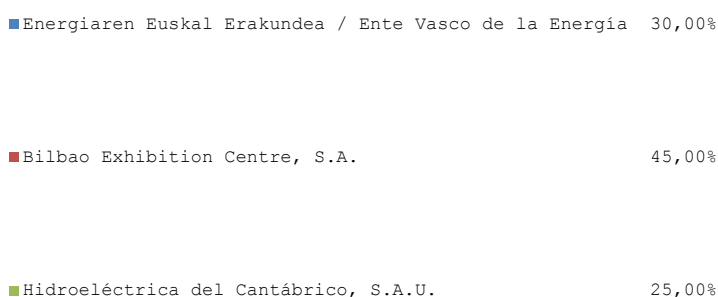 Energiaren Euskal Erakundea / Ente Vasco de la Energía 30,00%
Bilbao Exhibition Centre, S.A. 45,00%
Hidroeléctrica del Cantábrico, S.A.U. 25,00%